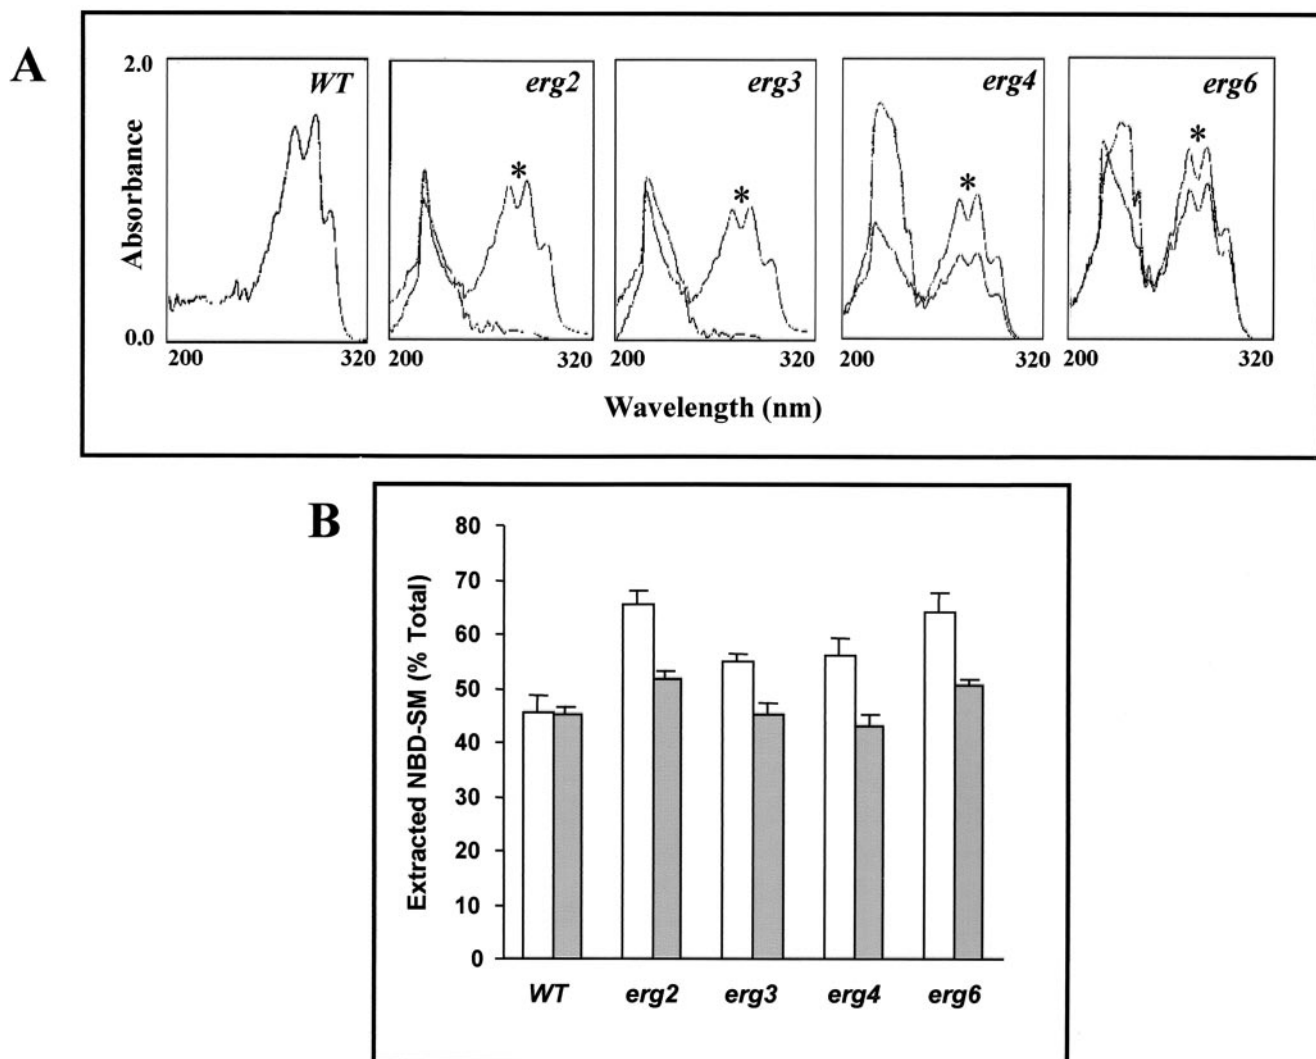 A
2.0
0.0
Absorbance
WT
erg2
erg3
erg4
erg6
*
*
*
*
200 320
200 320
200 320
200 320
200 320
Wavelength (nm)
B
Extracted NBD-SM (% Total)
80
70
60
50
40
30
20
10
0
WT erg2 erg3 erg4 erg6